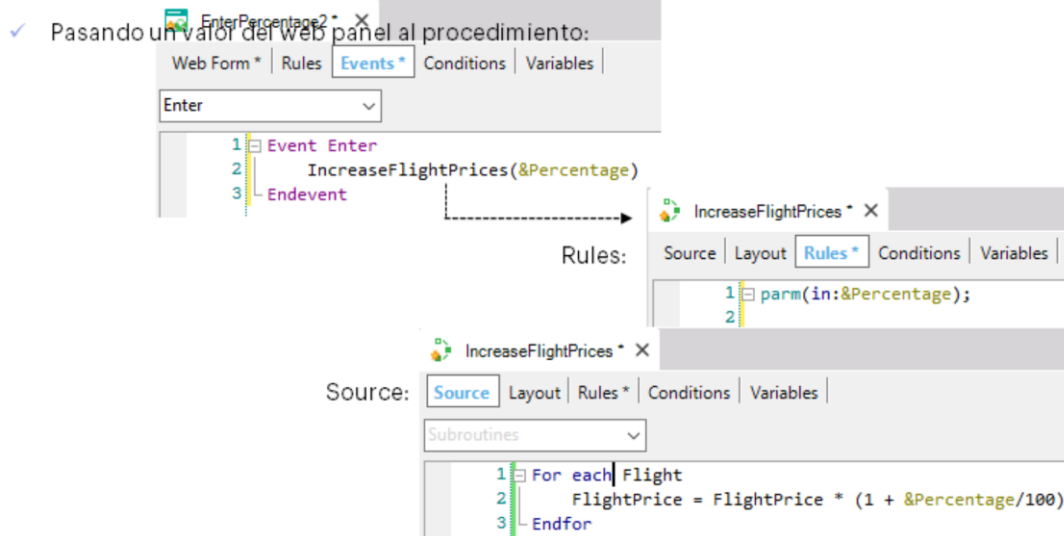 EnterPercentage2 *
✓ Pasando un valor del web panel al procedimiento:
Web Form * Rules Events * Conditions Variables
Enter
1 Event Enter
2 IncreaseFlightPrices(&Percentage)
3 Endevent
IncreaseFlightPrices *
Rules:
Source Layout Rules * Conditions Variables
1 parm(in:&Percentage);
2
IncreaseFlightPrices *
Source:
Source Layout Rules * Conditions Variables
Subroutines
1 For each Flight
2 FlightPrice = FlightPrice * (1 + &Percentage/100)
3 Endfor